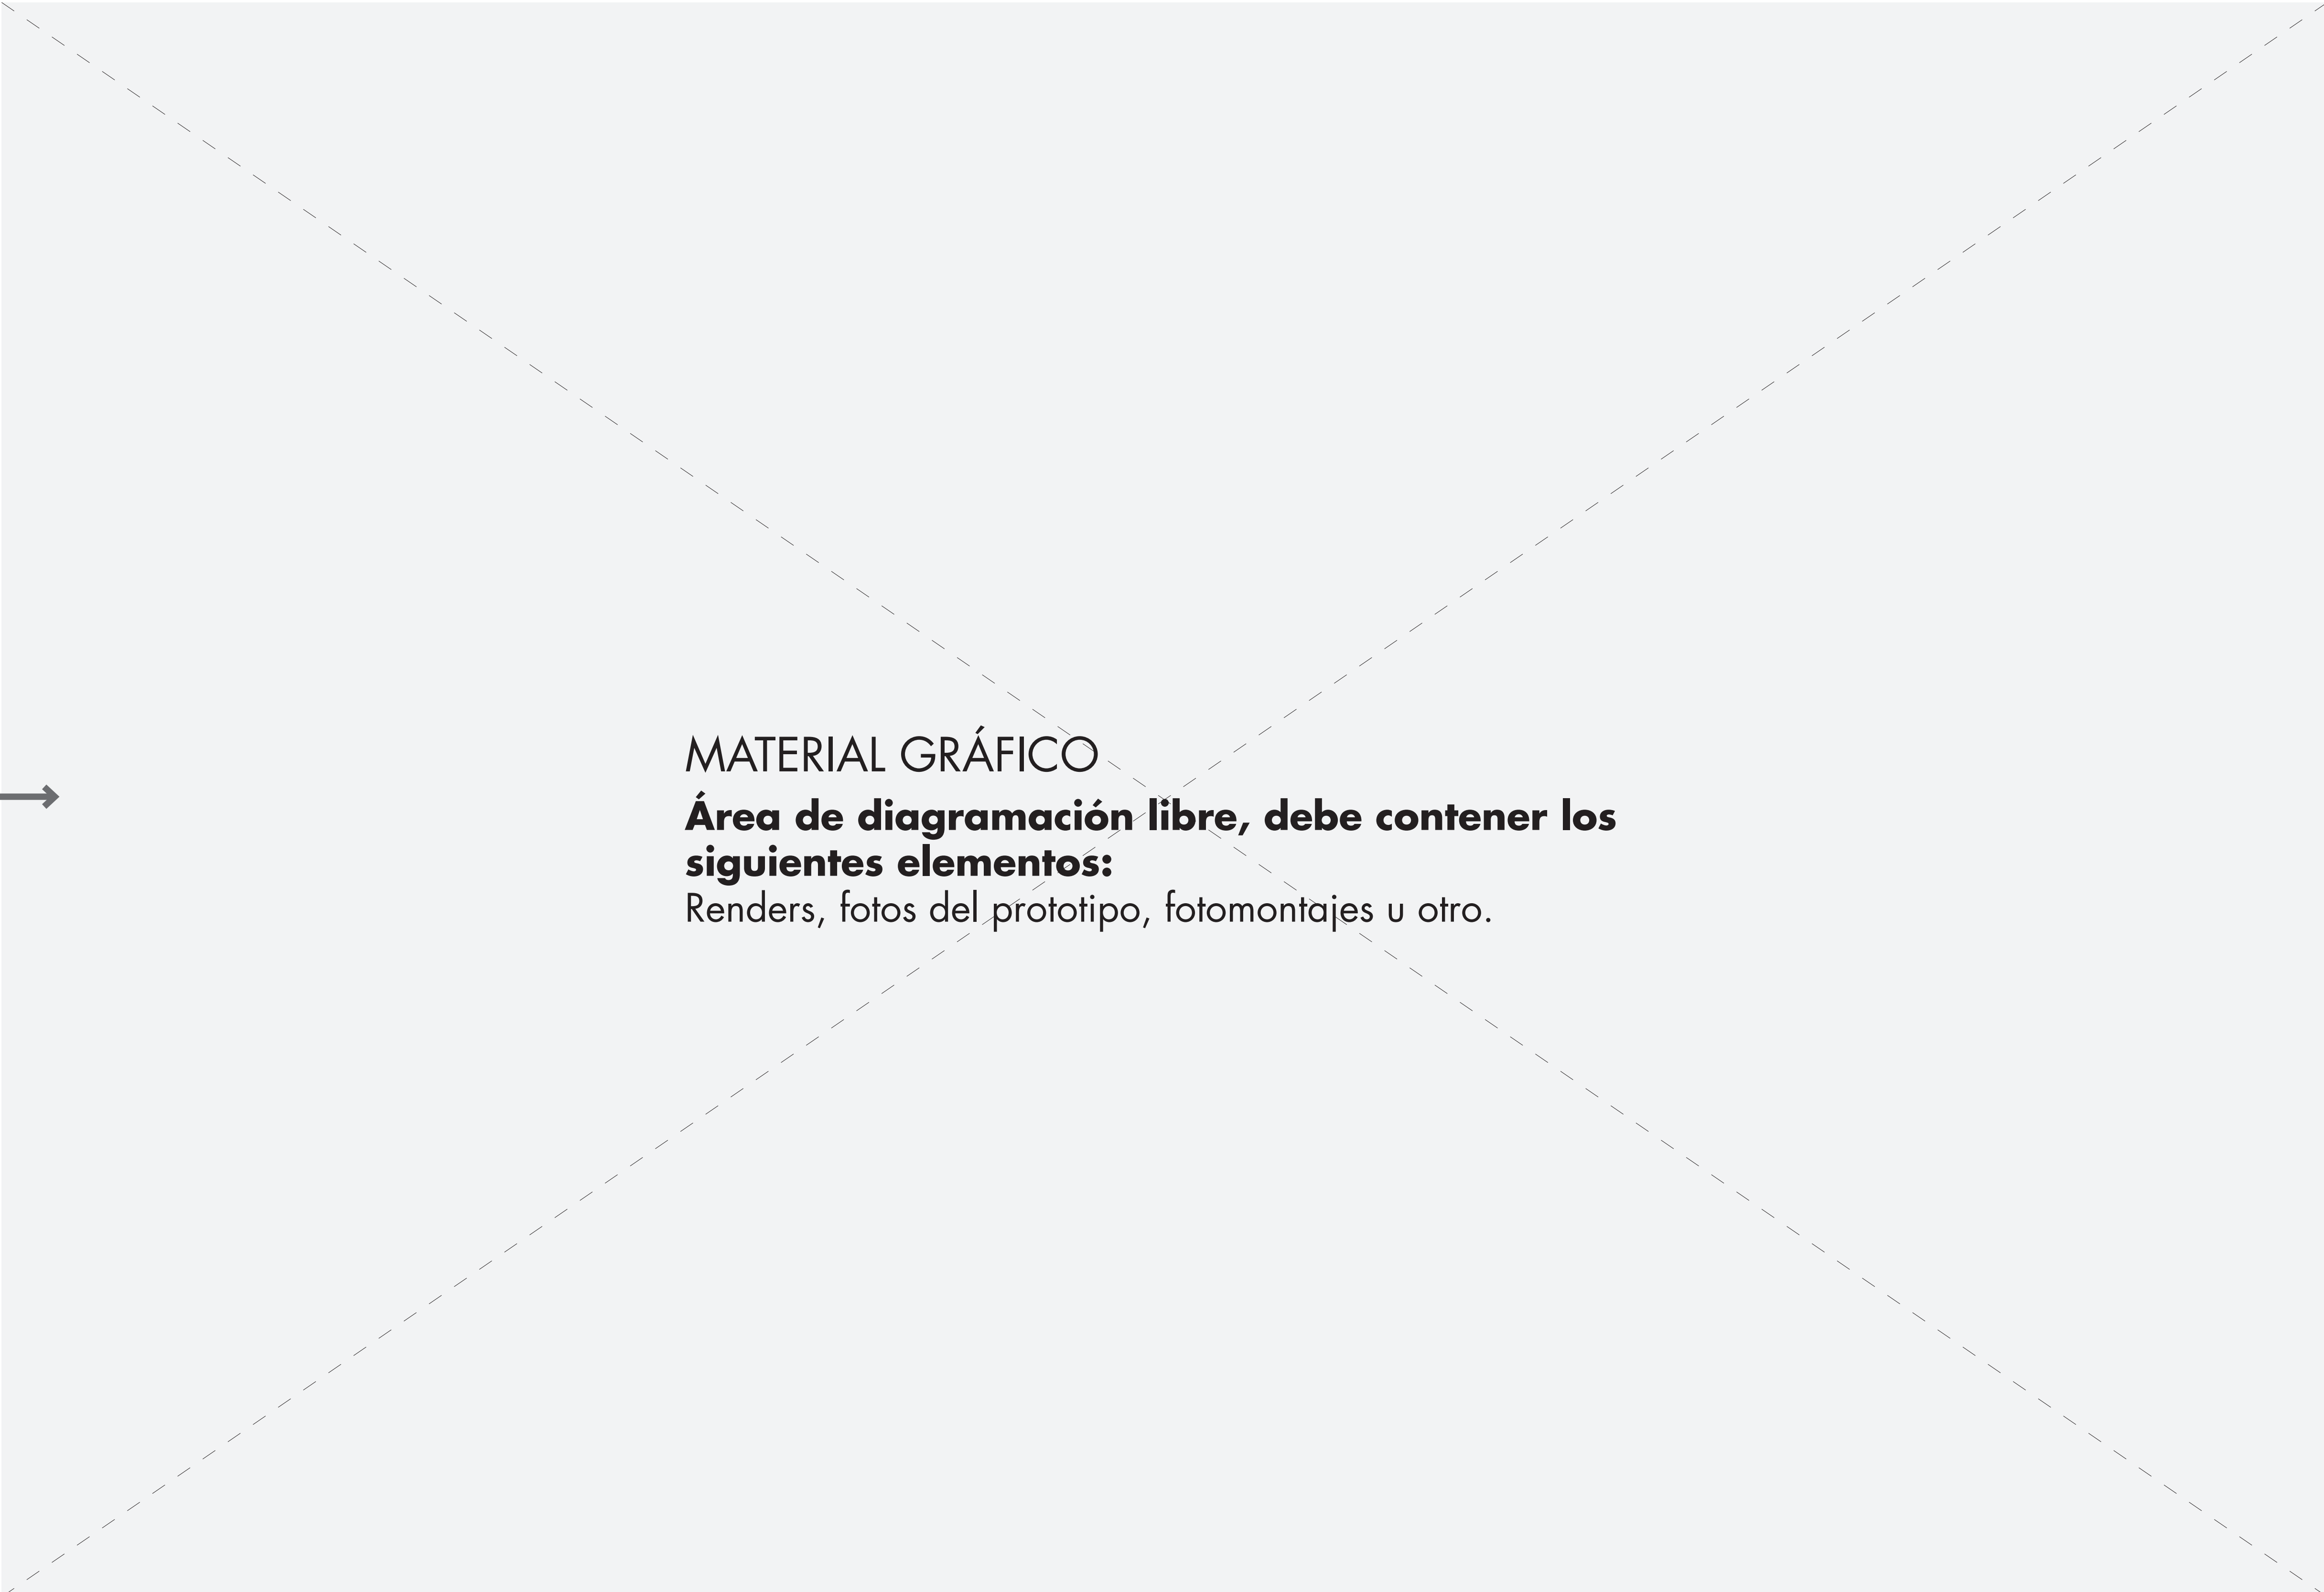 MATERIAL GRÁFICO
Área de diagramación libre, debe contener los
siguientes elementos:
Renders, fotos del prototipo, fotomontajes u otro.